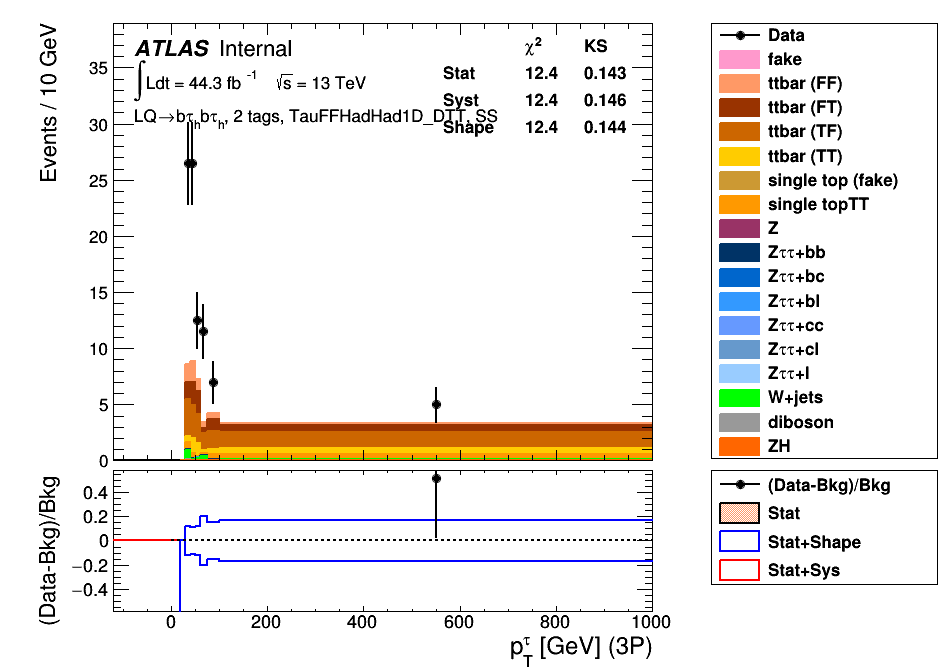 Events / 10 GeV
35
30
25
20
15
10
5
0
ATLAS Internal
∫Ldt = 44.3 fb⁻¹ √s = 13 TeV
LQ→bτₕbτₕ, 2 tags, TauFFHadHad1D_DTT, SS
χ² KS
Stat 12.4 0.143
Syst 12.4 0.146
Shape 12.4 0.144
Data
fake
ttbar (FF)
ttbar (FT)
ttbar (TF)
ttbar (TT)
single top (fake)
single topTT
Z
Zττ+bb
Zττ+bc
Zττ+bl
Zττ+cc
Zττ+cl
Zττ+l
W+jets
diboson
ZH
(Data-Bkg)/Bkg
0.4
0.2
0
−0.2
−0.4
0 200 400 600 800 1000
p_T^τ [GeV] (3P)
(Data-Bkg)/Bkg
Stat
Stat+Shape
Stat+Sys